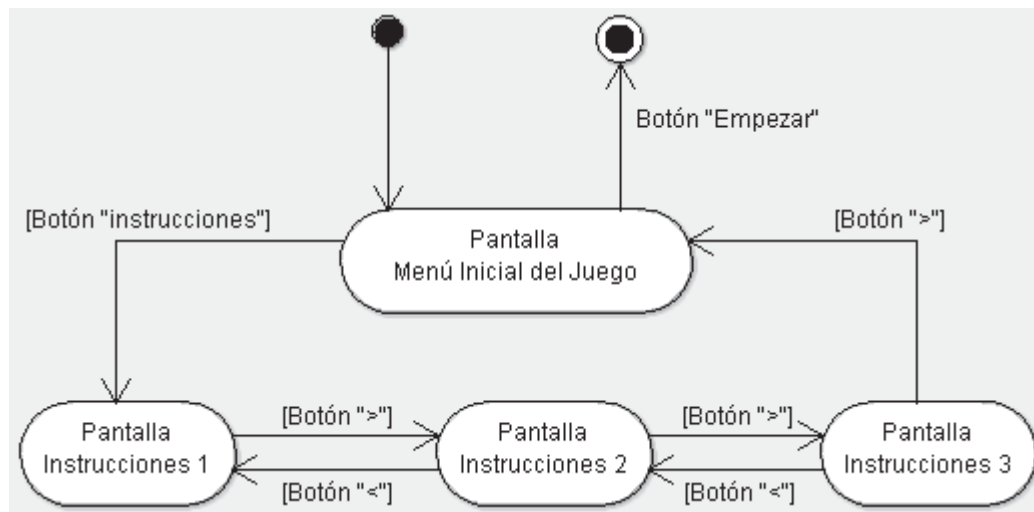 Botón "Empezar"
[Botón "instrucciones"]
Pantalla
Menú Inicial del Juego
[Botón ">"]
Pantalla
Instrucciones 1
[Botón ">"]
[Botón "<"]
Pantalla
Instrucciones 2
[Botón ">"]
[Botón "<"]
Pantalla
Instrucciones 3